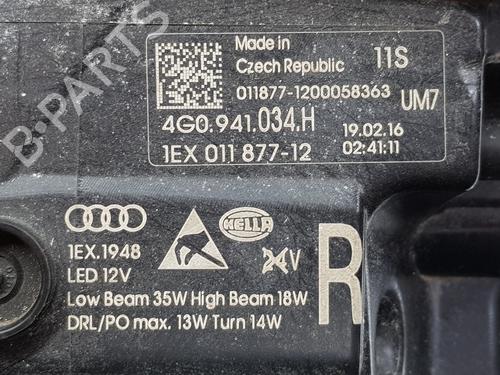 B-PARTS
Made in
Czech Republic
11S
011877-1200058363
UM7
4G0.941.034.H
19.02.16
1EX 011 877-12
02:41:11
1EX.1948
HELLA
24V
LED 12V
Low Beam 35W High Beam 18W
DRL/PO max. 13W Turn 14W
R